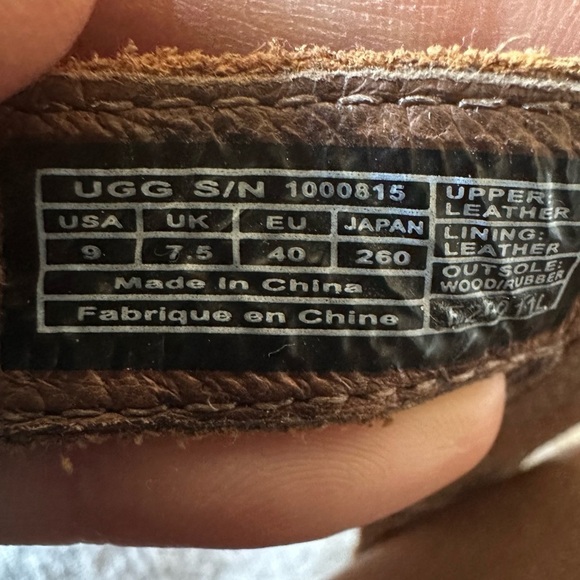 UGG S/N 1000815
USA UK EU JAPAN
9 7.5 40 260
Made in China
Fabrique en Chine
UPPER:
LEATHER
LINING:
LEATHER
OUTSOLE:
WOOD/RUBBER